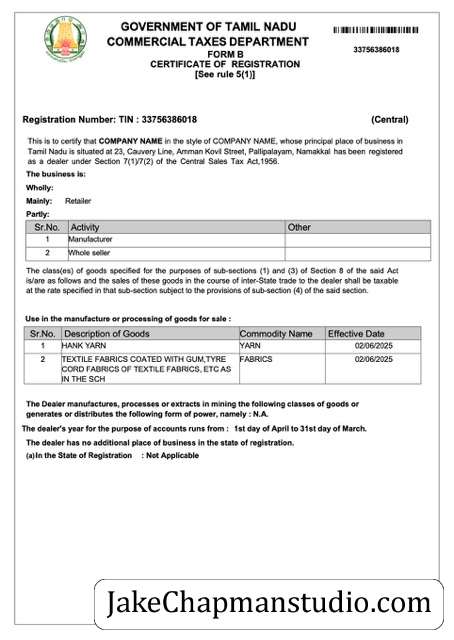 GOVERNMENT OF TAMIL NADU
COMMERCIAL TAXES DEPARTMENT
FORM B
CERTIFICATE OF REGISTRATION
[See rule 5(1)]
33756386018
Registration Number: TIN : 33756386018 (Central)
This is to certify that COMPANY NAME in the style of COMPANY NAME, whose principal place of business in
Tamil Nadu is situated at 23, Cauvery Line, Amman Kovil Street, Pallipalayam, Namakkal has been registered
as a dealer under Section 7(1)/7(2) of the Central Sales Tax Act,1956.
The business is:
Wholly:
Mainly: Retailer
Partly:
Sr.No. Activity Other
1 Manufacturer
2 Whole seller
The class(es) of goods specified for the purposes of sub-sections (1) and (3) of Section 8 of the said Act
is/are as follows and the sales of these goods in the course of inter-State trade to the dealer shall be taxable
at the rate specified in that sub-section subject to the provisions of sub-section (4) of the said section.
Use in the manufacture or processing of goods for sale :
Sr.No. Description of Goods Commodity Name Effective Date
1 HANK YARN YARN 02/06/2025
2 TEXTILE FABRICS COATED WITH GUM,TYRE FABRICS 02/06/2025
CORD FABRICS OF TEXTILE FABRICS, ETC AS
IN THE SCH
The Dealer manufactures, processes or extracts in mining the following classes of goods or
generates or distributes the following form of power, namely : N.A.
The dealer's year for the purpose of accounts runs from : 1st day of April to 31st day of March.
The dealer has no additional place of business in the state of registration.
(a)In the State of Registration : Not Applicable
JakeChapmanstudio.com